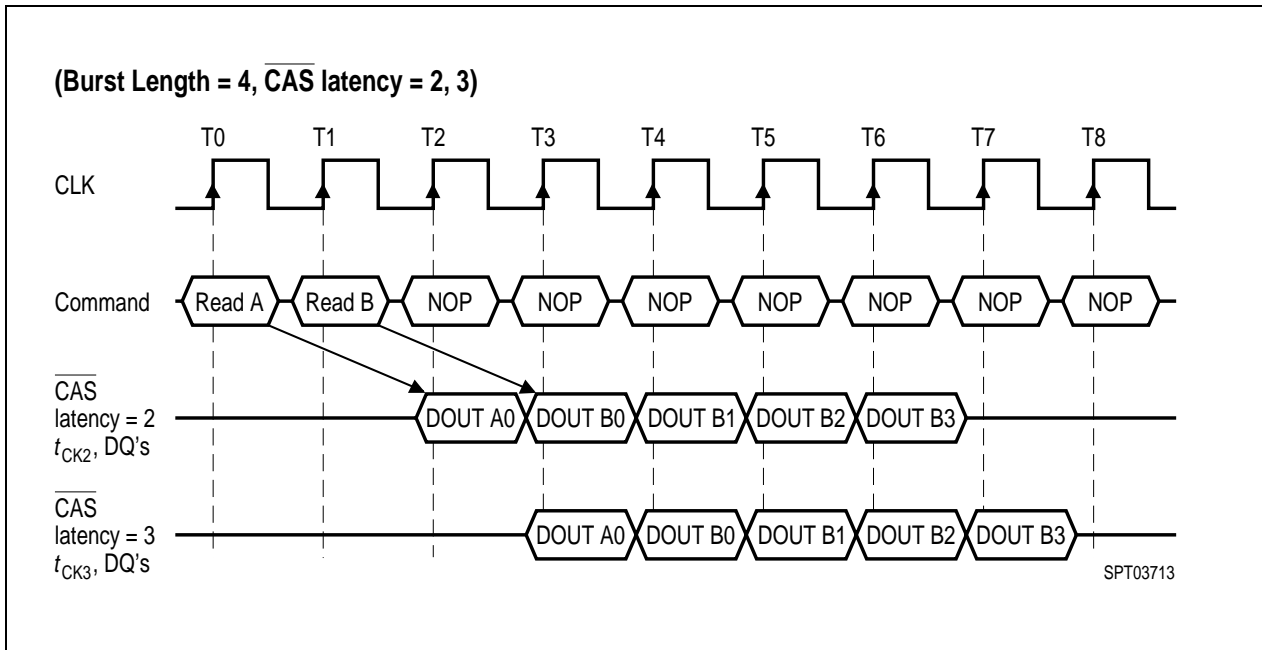 (Burst Length = 4, CAS latency = 2, 3)
T0 T1 T2 T3 T4 T5 T6 T7 T8
CLK
Command Read A Read B NOP NOP NOP NOP NOP NOP NOP
CAS
latency = 2
tCK2, DQ's
DOUT A0 DOUT B0 DOUT B1 DOUT B2 DOUT B3
CAS
latency = 3
tCK3, DQ's
DOUT A0 DOUT B0 DOUT B1 DOUT B2 DOUT B3
SPT03713